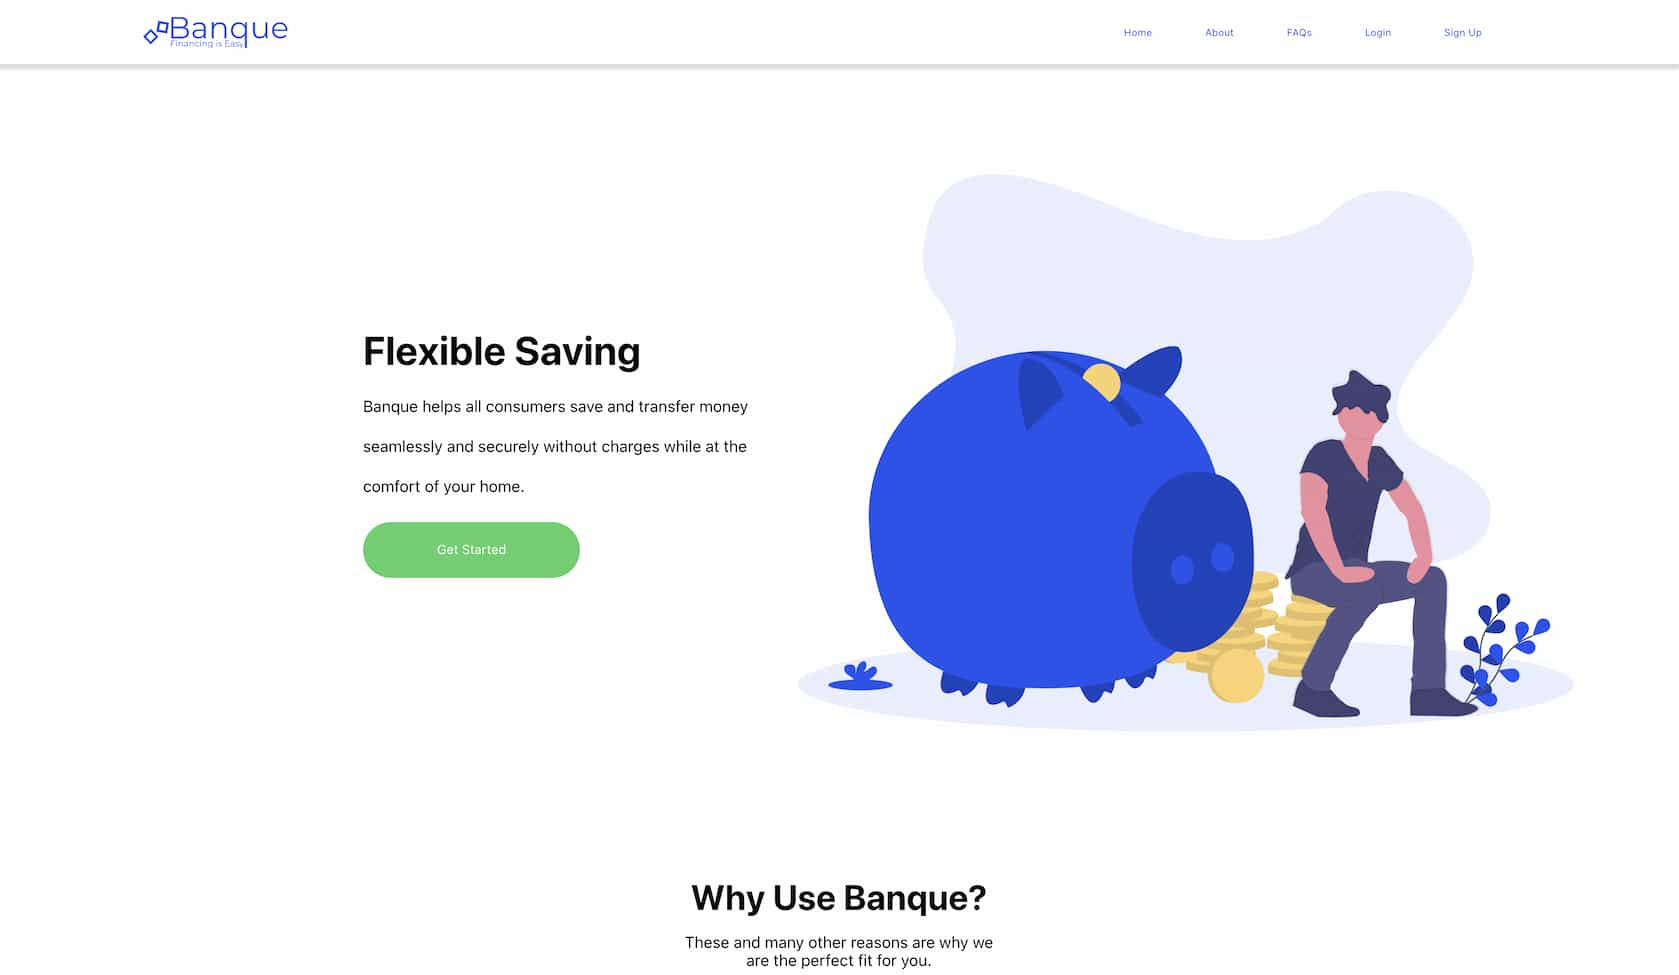 Banque
Financing is Easy
Home
About
FAQs
Login
Sign Up
Flexible Saving
Banque helps all consumers save and transfer money
seamlessly and securely without charges while at the
comfort of your home.
Get Started
Why Use Banque?
These and many other reasons are why we
are the perfect fit for you.